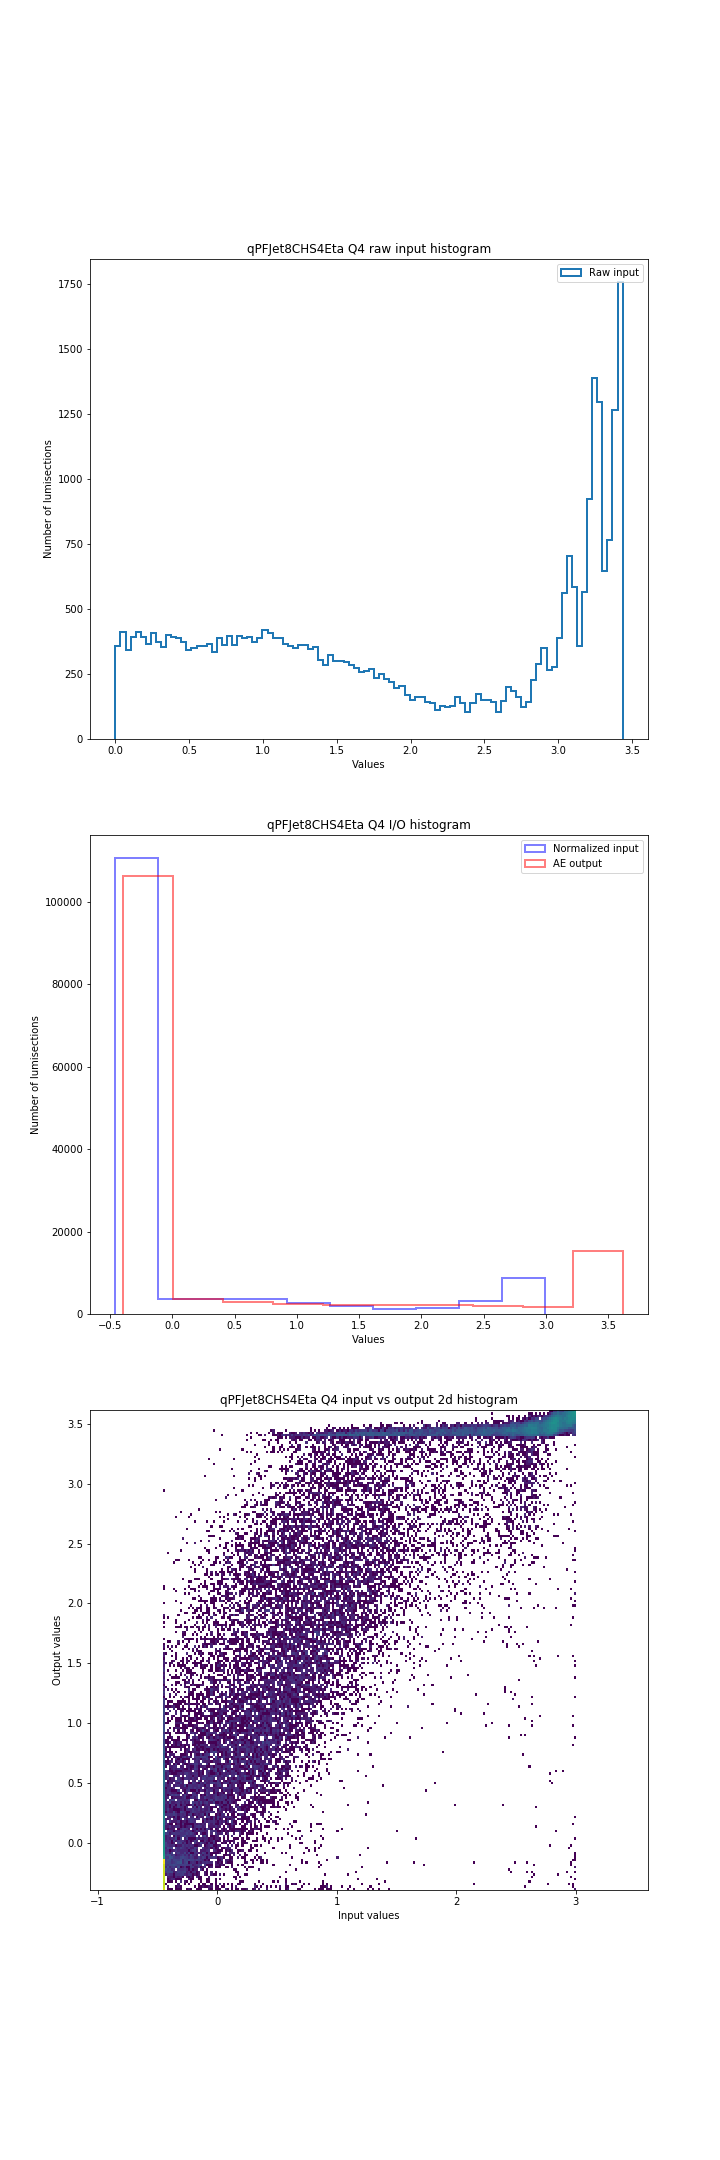 qPFJet8CHS4Eta Q4 raw input histogram
Raw input
1750
1500
1250
1000
750
500
250
0
Number of lumisections
0.0 0.5 1.0 1.5 2.0 2.5 3.0 3.5
Values
qPFJet8CHS4Eta Q4 I/O histogram
Normalized input
AE output
100000
80000
60000
40000
20000
0
Number of lumisections
−0.5 0.0 0.5 1.0 1.5 2.0 2.5 3.0 3.5
Values
qPFJet8CHS4Eta Q4 input vs output 2d histogram
3.5
3.0
2.5
2.0
1.5
1.0
0.5
0.0
Output values
−1 0 1 2 3
Input values